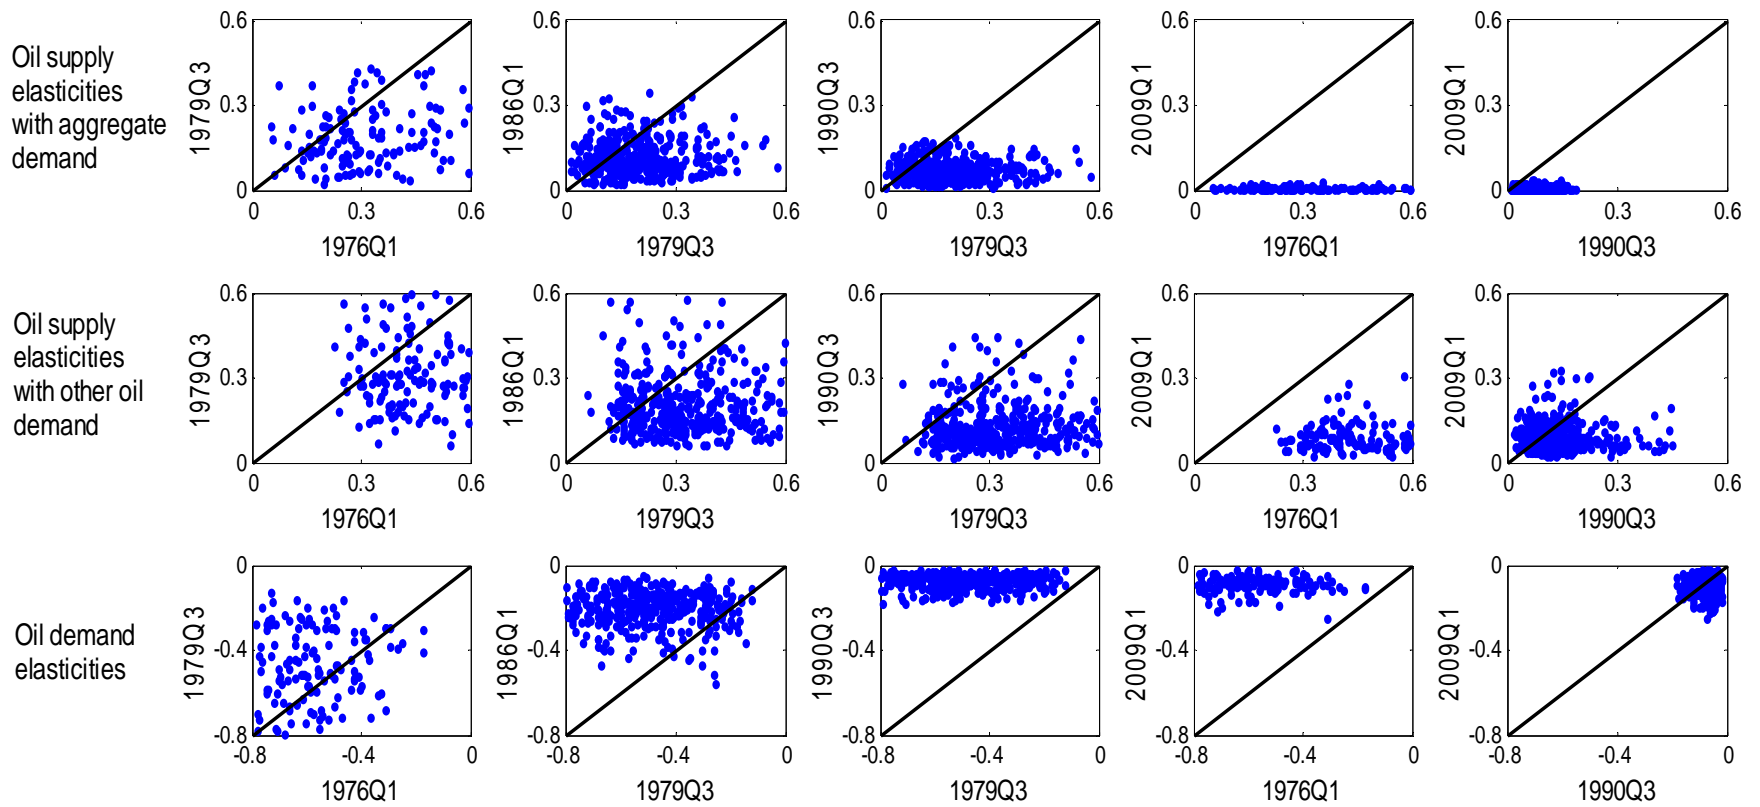 Oil supply
elasticities
with aggregate
demand
1979Q3
0.6
0.3
0
0 0.3 0.6
1976Q1
1986Q1
0.6
0.3
0
0 0.3 0.6
1979Q3
1990Q3
0.6
0.3
0
0 0.3 0.6
1979Q3
2009Q1
0.6
0.3
0
0 0.3 0.6
1976Q1
2009Q1
0.6
0.3
0
0 0.3 0.6
1990Q3
Oil supply
elasticities
with other oil
demand
1979Q3
0.6
0.3
0
0 0.3 0.6
1976Q1
1986Q1
0.6
0.3
0
0 0.3 0.6
1979Q3
1990Q3
0.6
0.3
0
0 0.3 0.6
1979Q3
2009Q1
0.6
0.3
0
0 0.3 0.6
1976Q1
2009Q1
0.6
0.3
0
0 0.3 0.6
1990Q3
Oil demand
elasticities
1979Q3
0
-0.4
-0.8
-0.8 -0.4 0
1976Q1
1986Q1
0
-0.4
-0.8
-0.8 -0.4 0
1979Q3
1990Q3
0
-0.4
-0.8
-0.8 -0.4 0
1979Q3
2009Q1
0
-0.4
-0.8
-0.8 -0.4 0
1976Q1
2009Q1
0
-0.4
-0.8
-0.8 -0.4 0
1990Q3